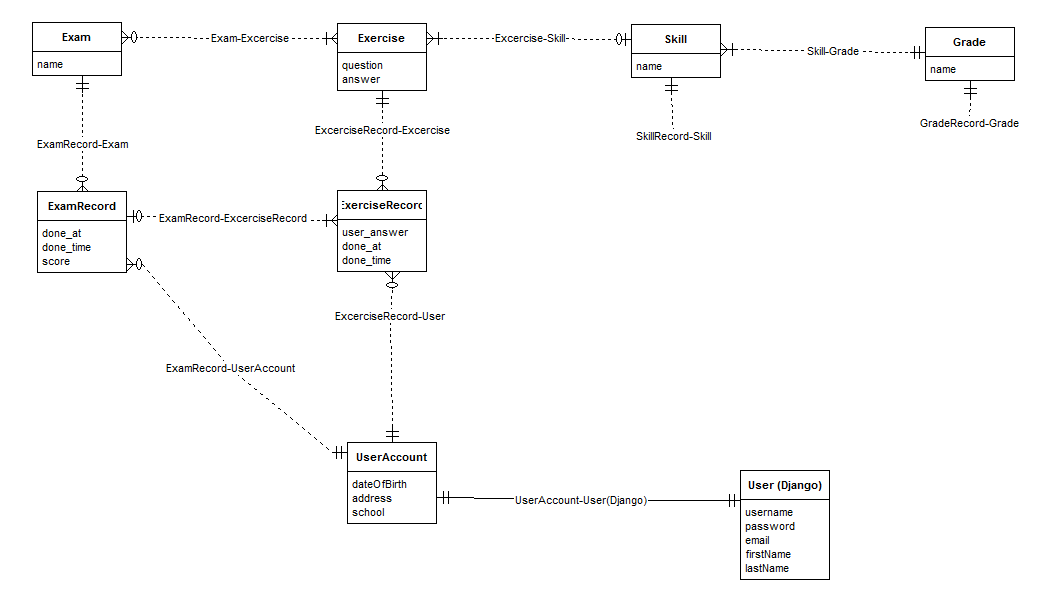 Exam
name
Exam-Excercise
Exercise
question
answer
Excercise-Skill
Skill
name
Skill-Grade
Grade
name
ExamRecord-Exam
ExcerciseRecord-Excercise
SkillRecord-Skill
GradeRecord-Grade
ExamRecord
done_at
done_time
score
ExamRecord-ExcerciseRecord
ExerciseRecord
user_answer
done_at
done_time
ExcerciseRecord-User
ExamRecord-UserAccount
UserAccount
dateOfBirth
address
school
UserAccount-User(Django)
User (Django)
username
password
email
firstName
lastName